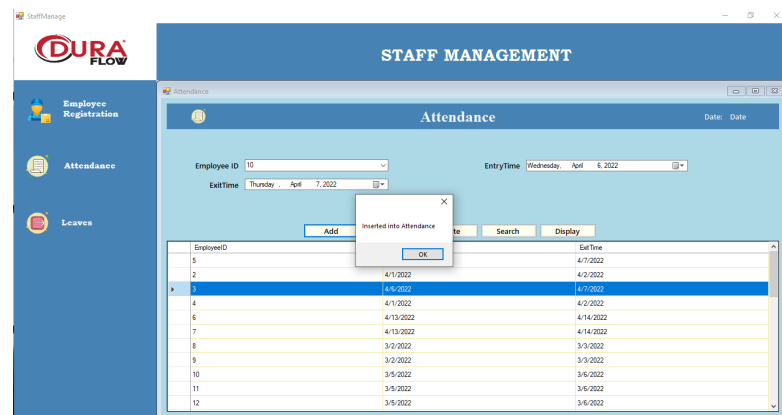 StaffManage
DURA
FLOW
STAFF MANAGEMENT
Employee
Registration
Attendance
Leaves
Attendance
Attendance
Date: Date
Employee ID 10
EntryTime Wednesday, April 6, 2022
ExitTime Thursday , April 7, 2022
Inserted into Attendance
OK
Add te Search Display
EmployeeID ExitTime
5 4/7/2022
2 4/1/2022 4/2/2022
3 4/6/2022 4/7/2022
4 4/1/2022 4/2/2022
6 4/13/2022 4/14/2022
7 4/13/2022 4/14/2022
8 3/2/2022 3/3/2022
9 3/2/2022 3/3/2022
10 3/5/2022 3/6/2022
11 3/5/2022 3/6/2022
12 3/5/2022 3/6/2022